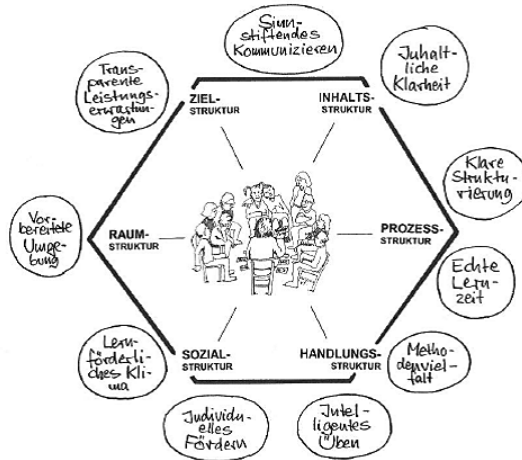 Sinn-
stiftendes
Kommunizieren
Inhalt-
liche
Klarheit
Trans-
parente
Leistungs-
erwartun-
gen
ZIEL-
STRUKTUR
INHALTS-
STRUKTUR
Klare
Struktu-
rierung
Vor-
bereitete
Umge-
bung
RAUM-
STRUKTUR
PROZESS-
STRUKTUR
Echte
Lern-
zeit
Lern-
förderli-
ches Kli-
ma
SOZIAL-
STRUKTUR
HANDLUNGS-
STRUKTUR
Metho-
denviel-
falt
Individu-
elles
Fördern
Intel-
ligentes
Üben